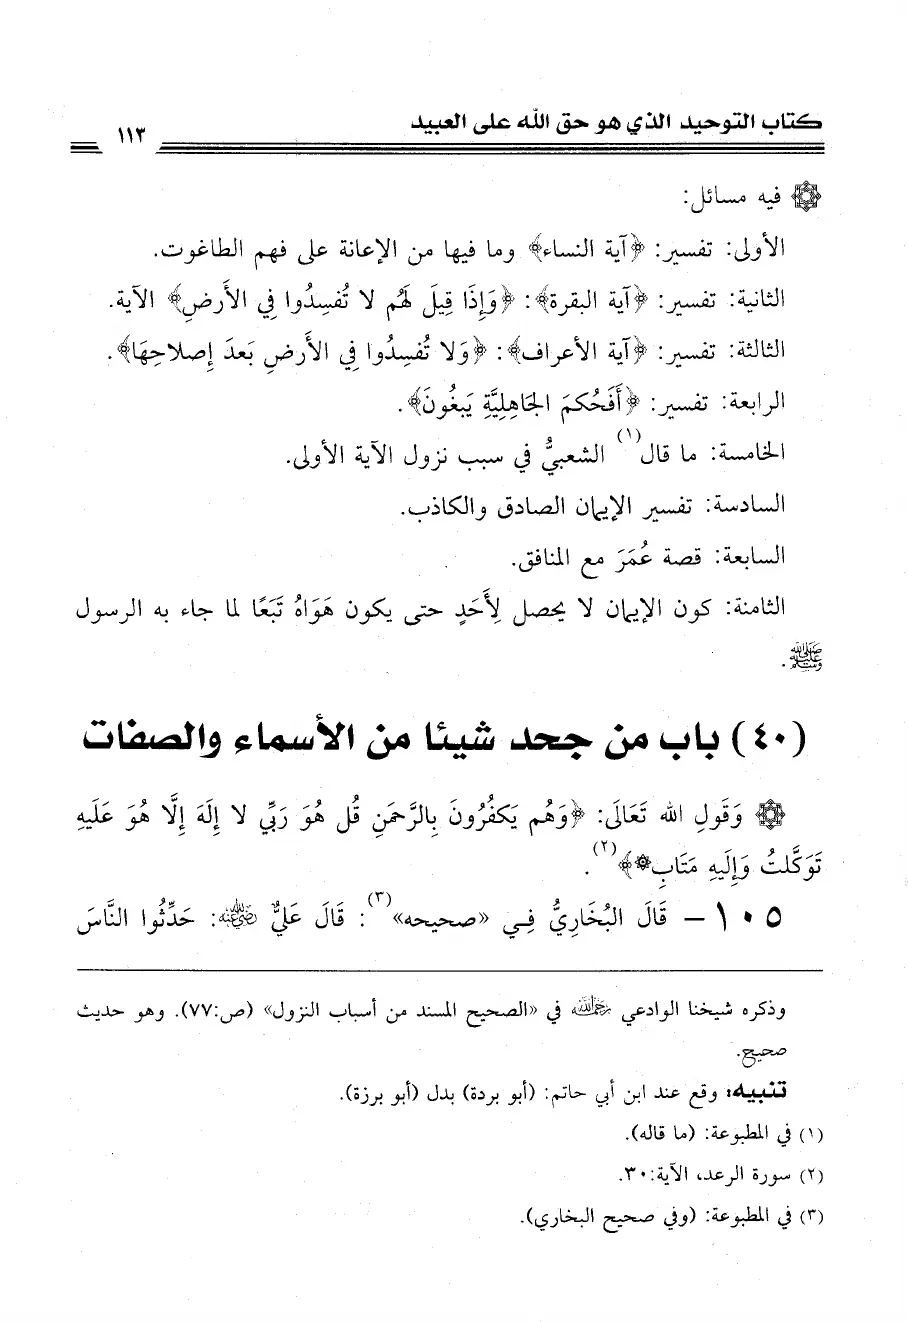 كتاب التوحيد الذي هو حق الله على العبيد
١١٣
فيه مسائل:
الأولى: تفسير: ﴿آية النساء﴾ وما فيها من الإعانة على فهم الطاغوت.
الثانية: تفسير: ﴿آية البقرة﴾: ﴿وَإِذَا قِيلَ لَهُم لا تُفسِدُوا فِي الأَرضِ﴾ الآية.
الثالثة: تفسير: ﴿آية الأعراف﴾: ﴿وَلا تُفسِدُوا فِي الأَرضِ بَعدَ إِصلاحِهَا﴾.
الرابعة: تفسير: ﴿أَفَحُكمَ الجَاهِلِيَّةِ يَبغُونَ﴾.
الخامسة: ما قال(١) الشعبيُّ في سبب نزول الآية الأولى.
السادسة: تفسير الإيمان الصادق والكاذب.
السابعة: قصة عُمَرَ مع المنافق.
الثامنة: كون الإيمان لا يحصل لِأَحَدٍ حتى يكون هَوَاهُ تَبَعًا لما جاء به الرسول
ﷺ.
(٤٠) باب من جحد شيئا من الأسماء والصفات
وَقَولِ الله تَعَالَى: ﴿وَهُم يَكفُرُونَ بِالرَّحمَنِ قُل هُوَ رَبِّي لا إِلَهَ إِلَّا هُوَ عَلَيهِ
تَوَكَّلتُ وَإِلَيهِ مَتَابِ۞﴾(٢).
١٠٥ – قَالَ البُخَارِيُّ فِي «صحيحه»(٣): قَالَ عَلِيٌّ رضي الله عنه: حَدِّثُوا النَّاسَ
وذكره شيخنا الوادعي رحمه الله في «الصحيح المسند من أسباب النزول» (ص:٧٧). وهو حديث
صحيح.
تنبيه: وقع عند ابن أبي حاتم: (أبو بردة) بدل (أبو برزة).
(١) في المطبوعة: (ما قاله).
(٢) سورة الرعد، الآية:٣٠.
(٣) في المطبوعة: (وفي صحيح البخاري).